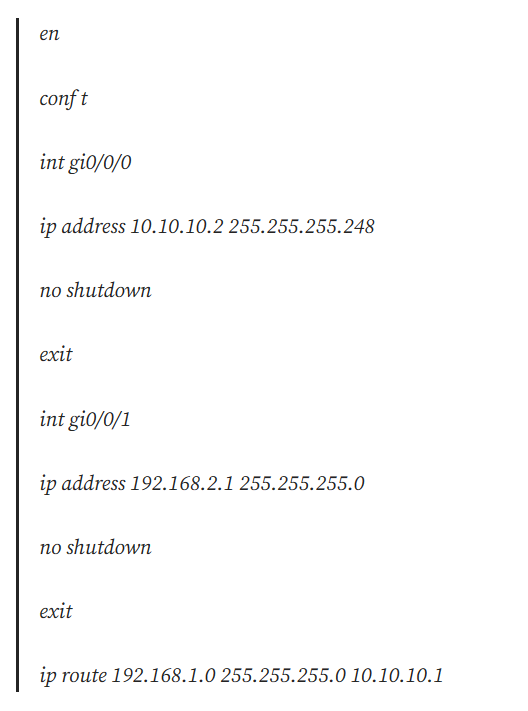 en
conf t
int gi0/0/0
ip address 10.10.10.2 255.255.255.248
no shutdown
exit
int gi0/0/1
ip address 192.168.2.1 255.255.255.0
no shutdown
exit
ip route 192.168.1.0 255.255.255.0 10.10.10.1